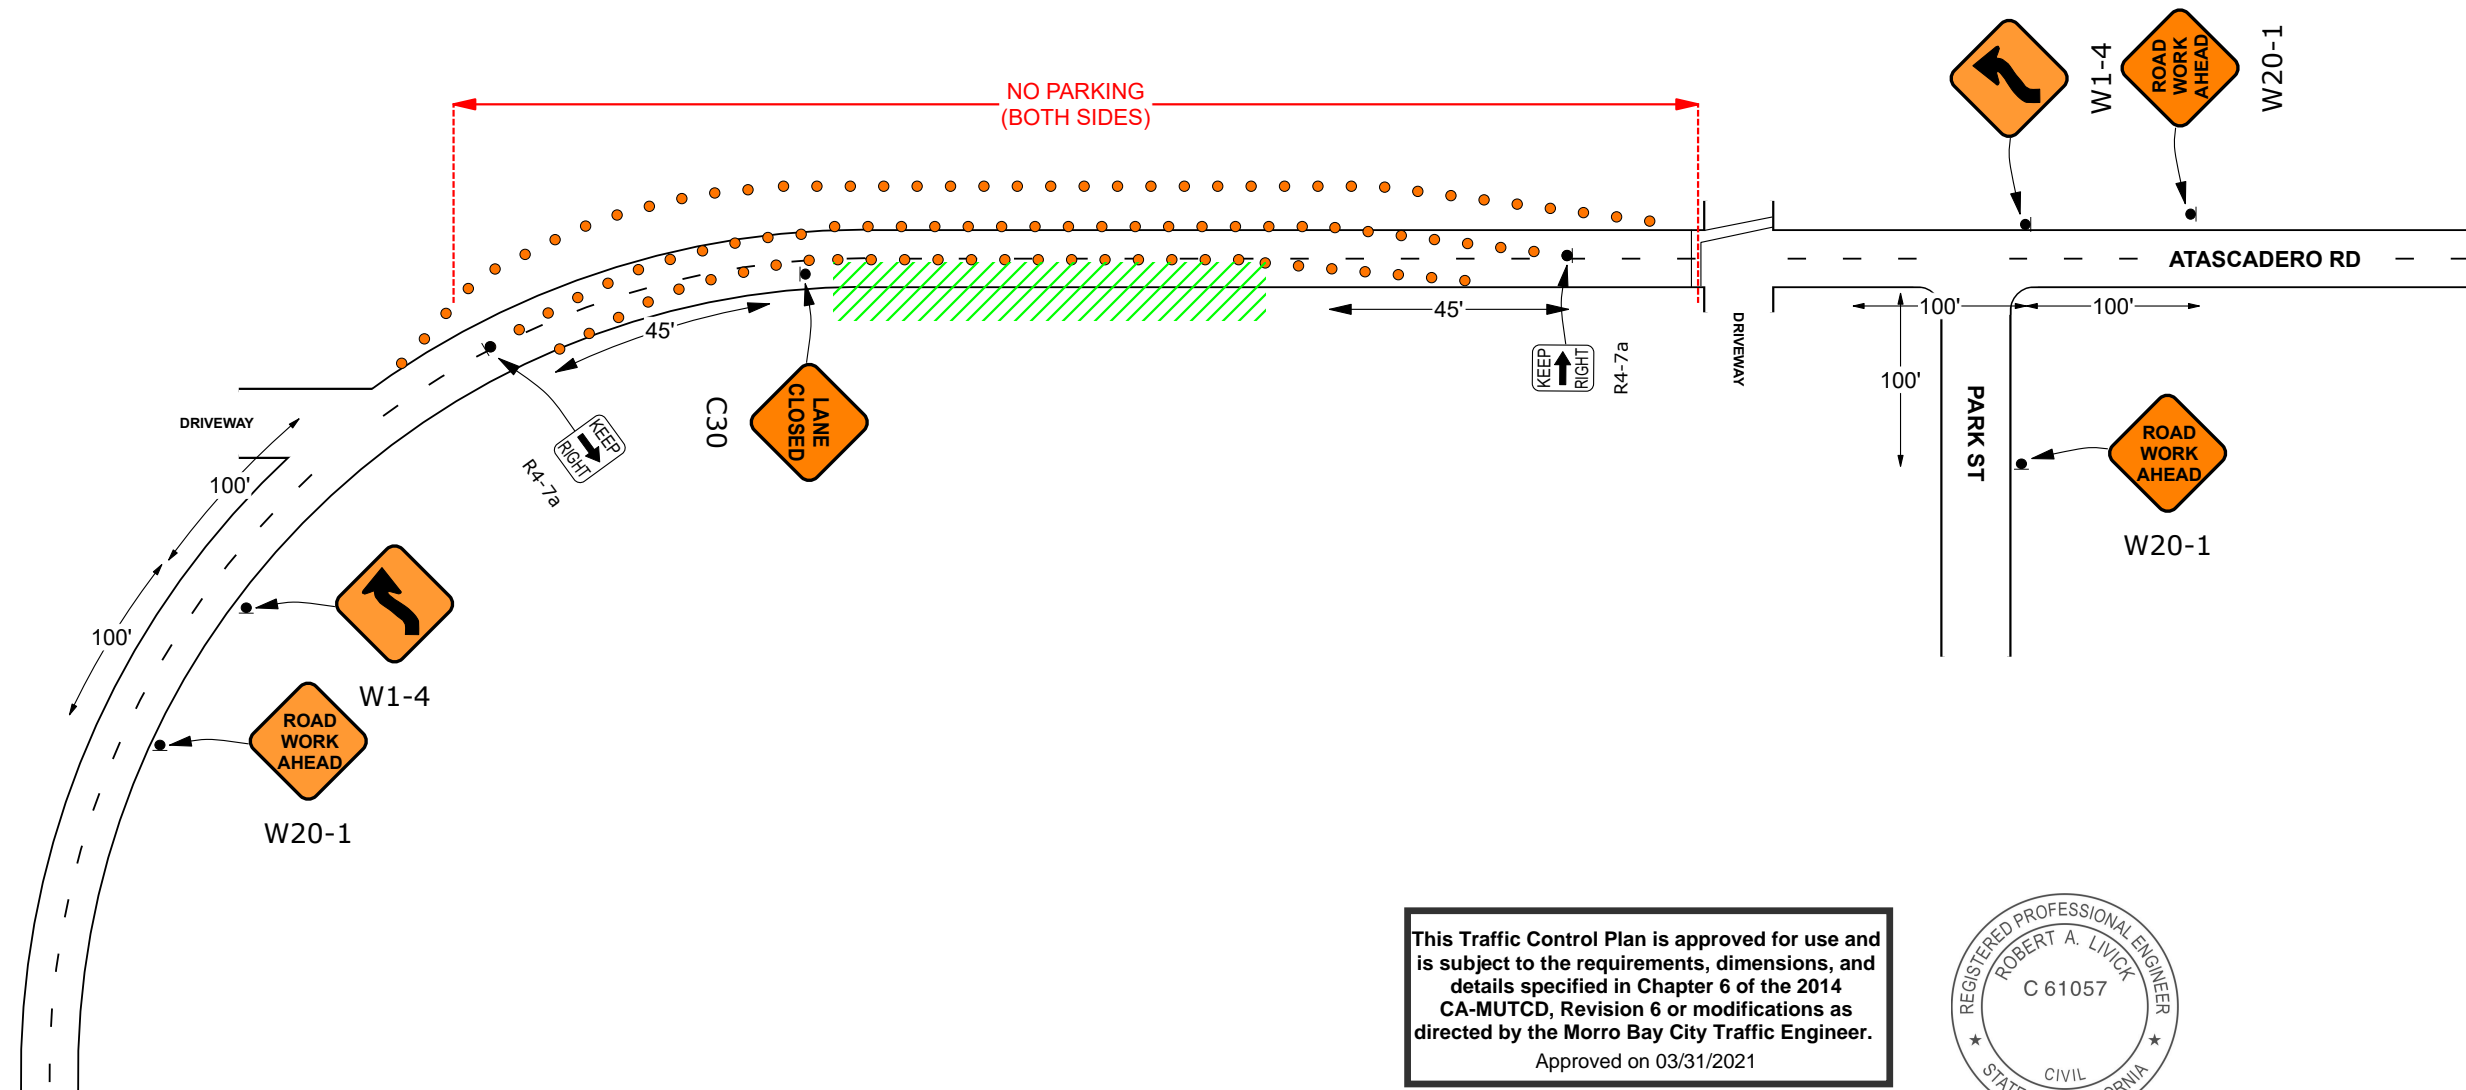 NO PARKING
(BOTH SIDES)
W1-4
ROAD
WORK
AHEAD
W20-1
ATASCADERO RD
100'
100'
100'
45'
45'
DRIVEWAY
KEEP
RIGHT
R4-7a
LANE
CLOSED
C30
KEEP
RIGHT
R4-7a
DRIVEWAY
100'
100'
PARK ST
ROAD
WORK
AHEAD
W20-1
W1-4
ROAD
WORK
AHEAD
W20-1
This Traffic Control Plan is approved for use and
is subject to the requirements, dimensions, and
details specified in Chapter 6 of the 2014
CA-MUTCD, Revision 6 or modifications as
directed by the Morro Bay City Traffic Engineer.
Approved on 03/31/2021
REGISTERED PROFESSIONAL ENGINEER
ROBERT A. LIVICK
C 61057
CIVIL